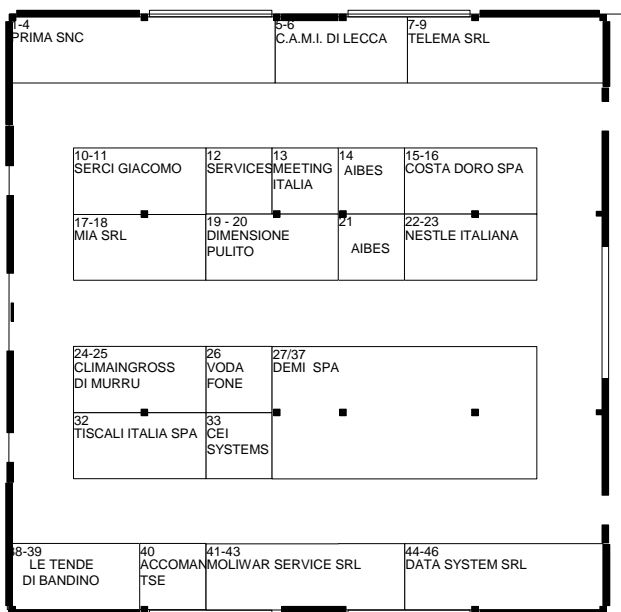 1-4
PRIMA SNC
5-6
C.A.M.I. DI LECCA
7-9
TELEMA SRL
10-11
SERCI GIACOMO
12
SERVICES
13
MEETING
ITALIA
14
AIBES
15-16
COSTA DORO SPA
17-18
MIA SRL
19 - 20
DIMENSIONE
PULITO
21
AIBES
22-23
NESTLE ITALIANA
24-25
CLIMAINGROSS
DI MURRU
26
VODA
FONE
27/37
DEMI SPA
32
TISCALI ITALIA SPA
33
CEI
SYSTEMS
38-39
LE TENDE
DI BANDINO
40
ACCOMAN
TSE
41-43
MOLIWAR SERVICE SRL
44-46
DATA SYSTEM SRL